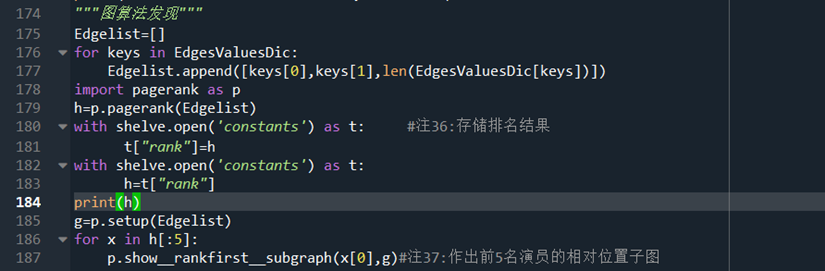 174 """图算法发现"""
175 Edgelist=[]
176 for keys in EdgesValuesDic:
177     Edgelist.append([keys[0],keys[1],len(EdgesValuesDic[keys])])
178 import pagerank as p
179 h=p.pagerank(Edgelist)
180 with shelve.open('constants') as t:     #注36:存储排名结果
181       t["rank"]=h
182 with shelve.open('constants') as t:
183       h=t["rank"]
184 print(h)
185 g=p.setup(Edgelist)
186 for x in h[:5]:
187     p.show__rankfirst__subgraph(x[0],g)#注37:作出前5名演员的相对位置子图